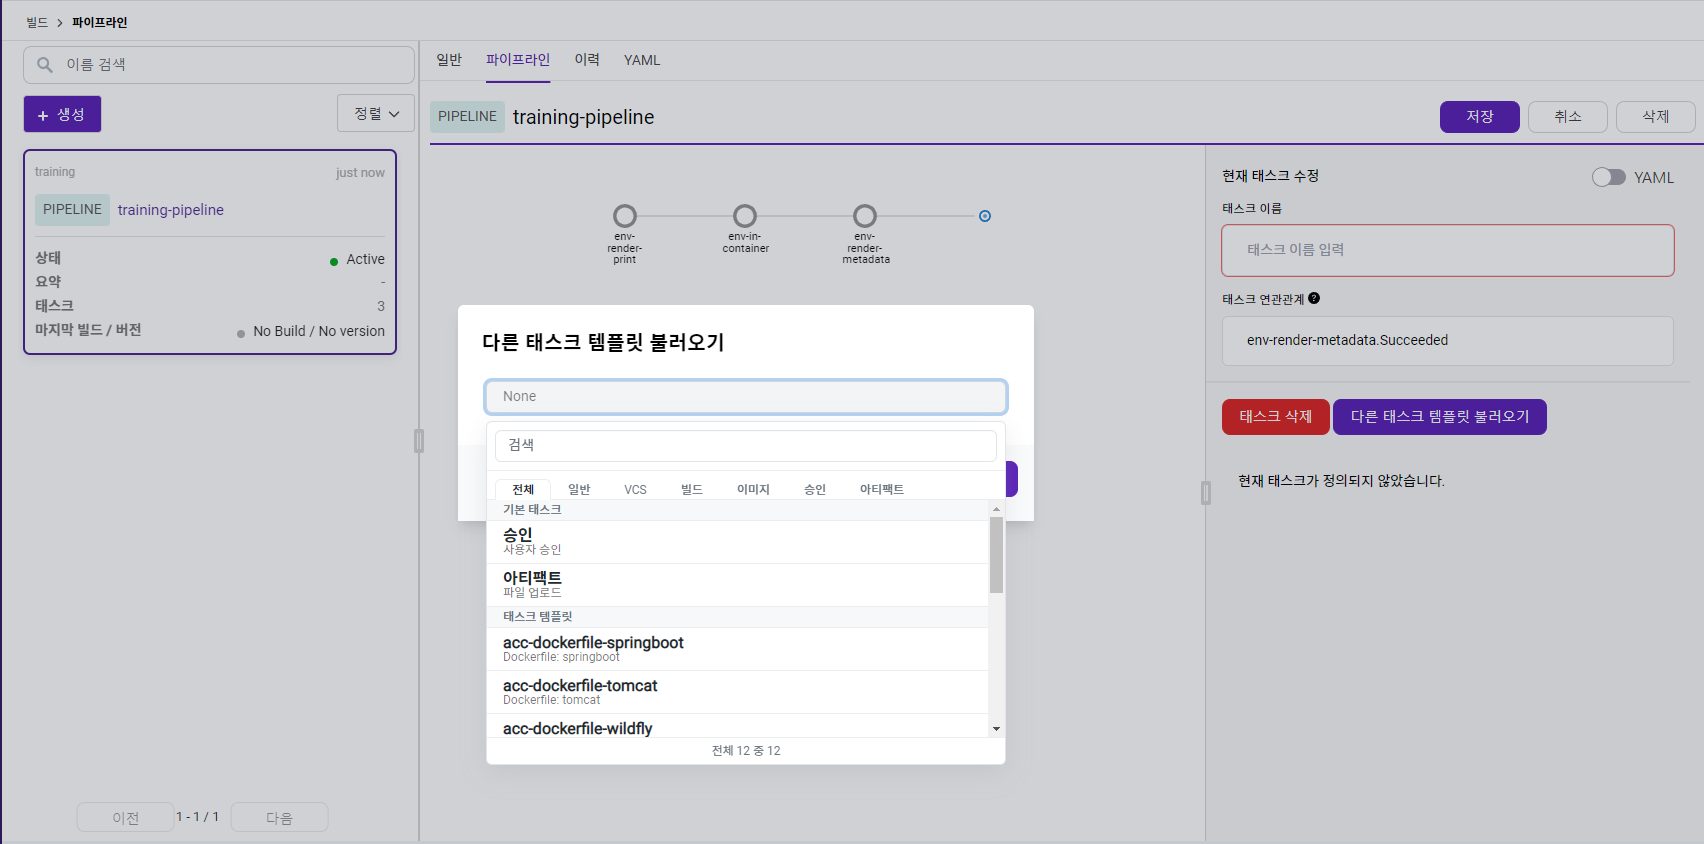 빌드 > 파이프라인
이름 검색
+ 생성
정렬
training
just now
PIPELINE training-pipeline
상태
Active
요약
-
태스크
3
마지막 빌드 / 버전
No Build / No version
이전
1 - 1 / 1
다음
일반
파이프라인
이력
YAML
PIPELINE training-pipeline
저장
취소
삭제
env-
render-
print
env-in-
container
env-
render-
metadata
다른 태스크 템플릿 불러오기
None
검색
전체
일반
VCS
빌드
이미지
승인
아티팩트
기본 태스크
승인
사용자 승인
아티팩트
파일 업로드
태스크 템플릿
acc-dockerfile-springboot
Dockerfile: springboot
acc-dockerfile-tomcat
Dockerfile: tomcat
acc-dockerfile-wildfly
전체 12 중 12
현재 태스크 수정
YAML
태스크 이름
태스크 이름 입력
태스크 연관관계 ?
env-render-metadata.Succeeded
태스크 삭제
다른 태스크 템플릿 불러오기
현재 태스크가 정의되지 않았습니다.